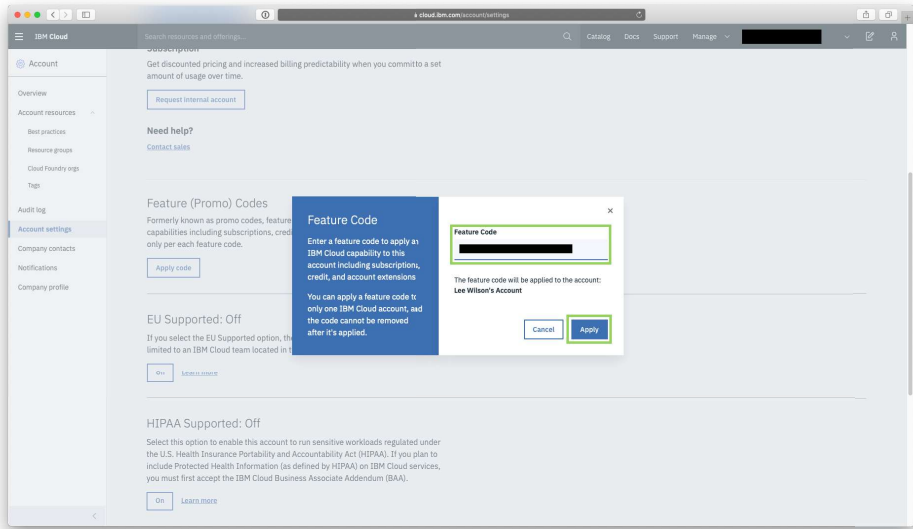 cloud.ibm.com/account/settings
IBM Cloud
Search resources and offerings...
Catalog Docs Support Manage
Account
Overview
Account resources
Best practices
Resource groups
Cloud Foundry orgs
Tags
Audit log
Account settings
Company contacts
Notifications
Company profile
Subscription
Get discounted pricing and increased billing predictability when you commit to a set
amount of usage over time.
Request internal account
Need help?
Contact sales
Feature (Promo) Codes
Formerly known as promo codes, feature
capabilities including subscriptions, credi
only per each feature code.
Apply code
EU Supported: Off
If you select the EU Supported option, the
limited to an IBM Cloud team located in t
On Learn more
HIPAA Supported: Off
Select this option to enable this account to run sensitive workloads regulated under
the U.S. Health Insurance Portability and Accountability Act (HIPAA). If you plan to
include Protected Health Information (as defined by HIPAA) on IBM Cloud services,
you must first accept the IBM Cloud Business Associate Addendum (BAA).
On Learn more
Feature Code
Enter a feature code to apply an
IBM Cloud capability to this
account including subscriptions,
credit, and account extensions
You can apply a feature code to
only one IBM Cloud account, and
the code cannot be removed
after it's applied.
Feature Code
The feature code will be applied to the account:
Lee Wilson's Account
Cancel Apply